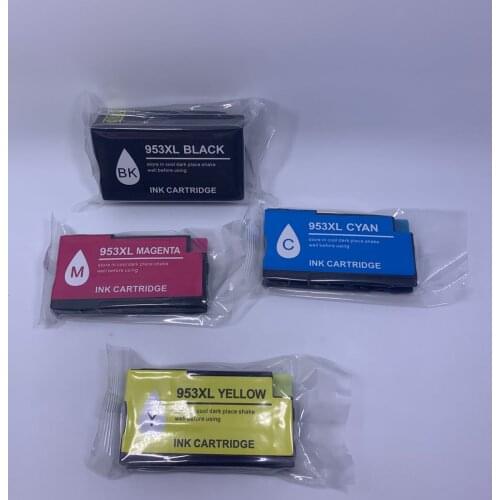 953XL BLACK
store in cool dark place shake
well before using
BK
INK CARTRIDGE
953XL MAGENTA
store in cool dark place shake
well before using
M
INK CARTRIDGE
953XL CYAN
store in cool dark place shake
well before using
C
INK CARTRIDGE
953XL YELLOW
store in cool dark place shake
well before using
Y
INK CARTRIDGE